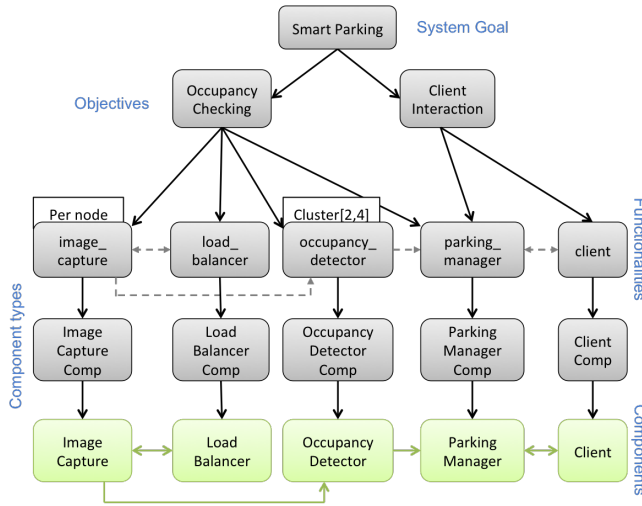 Smart Parking
System Goal
Objectives
Occupancy
Checking
Client
Interaction
Per node
Cluster[2,4]
image_
capture
load_
balancer
occupancy_
detector
parking_
manager
client
Functionalities
Component types
Image
Capture
Comp
Load
Balancer
Comp
Occupancy
Detector
Comp
Parking
Manager
Comp
Client
Comp
Image
Capture
Load
Balancer
Occupancy
Detector
Parking
Manager
Client
Components